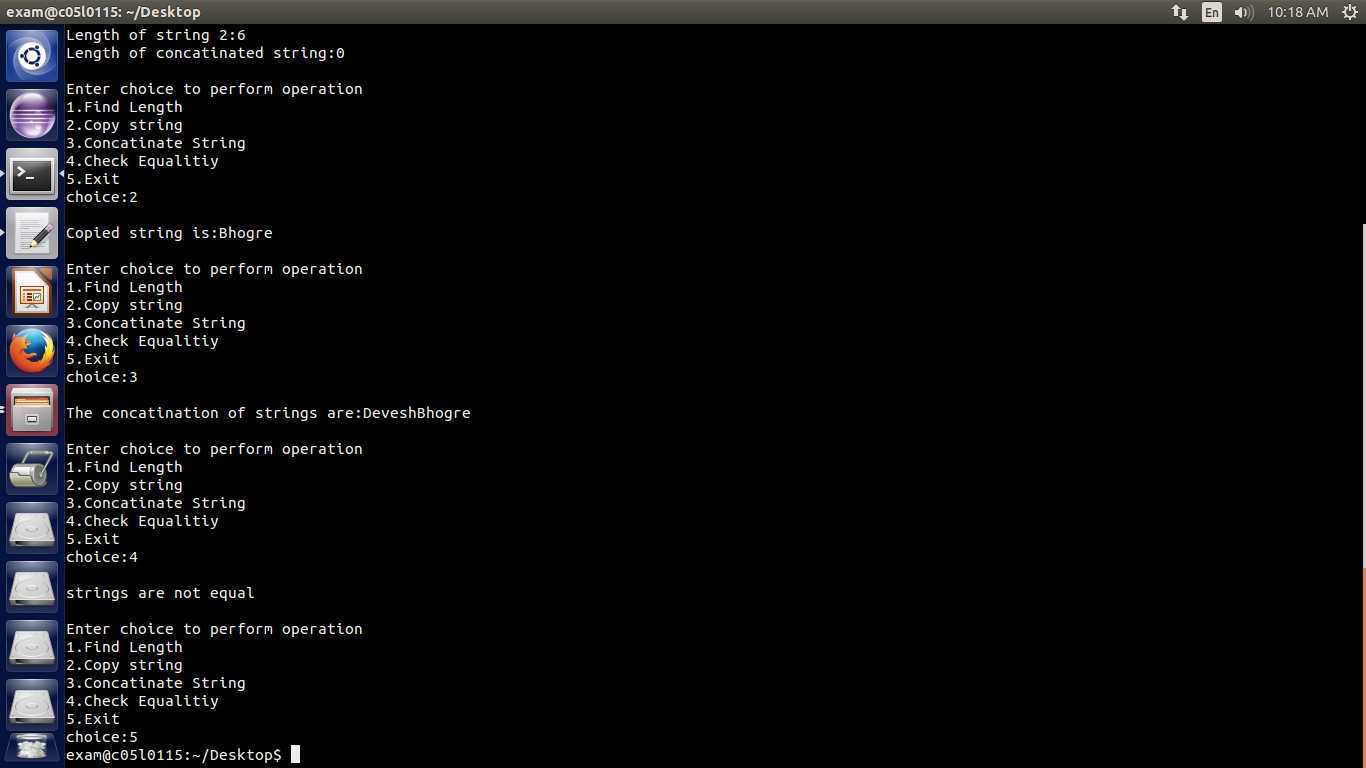 exam@c05l0115: ~/Desktop
En
10:18 AM
Length of string 2:6
Length of concatinated string:0
Enter choice to perform operation
1.Find Length
2.Copy string
3.Concatinate String
4.Check Equalitiy
5.Exit
choice:2
Copied string is:Bhogre
Enter choice to perform operation
1.Find Length
2.Copy string
3.Concatinate String
4.Check Equalitiy
5.Exit
choice:3
The concatination of strings are:DeveshBhogre
Enter choice to perform operation
1.Find Length
2.Copy string
3.Concatinate String
4.Check Equalitiy
5.Exit
choice:4
strings are not equal
Enter choice to perform operation
1.Find Length
2.Copy string
3.Concatinate String
4.Check Equalitiy
5.Exit
choice:5
exam@c05l0115:~/Desktop$